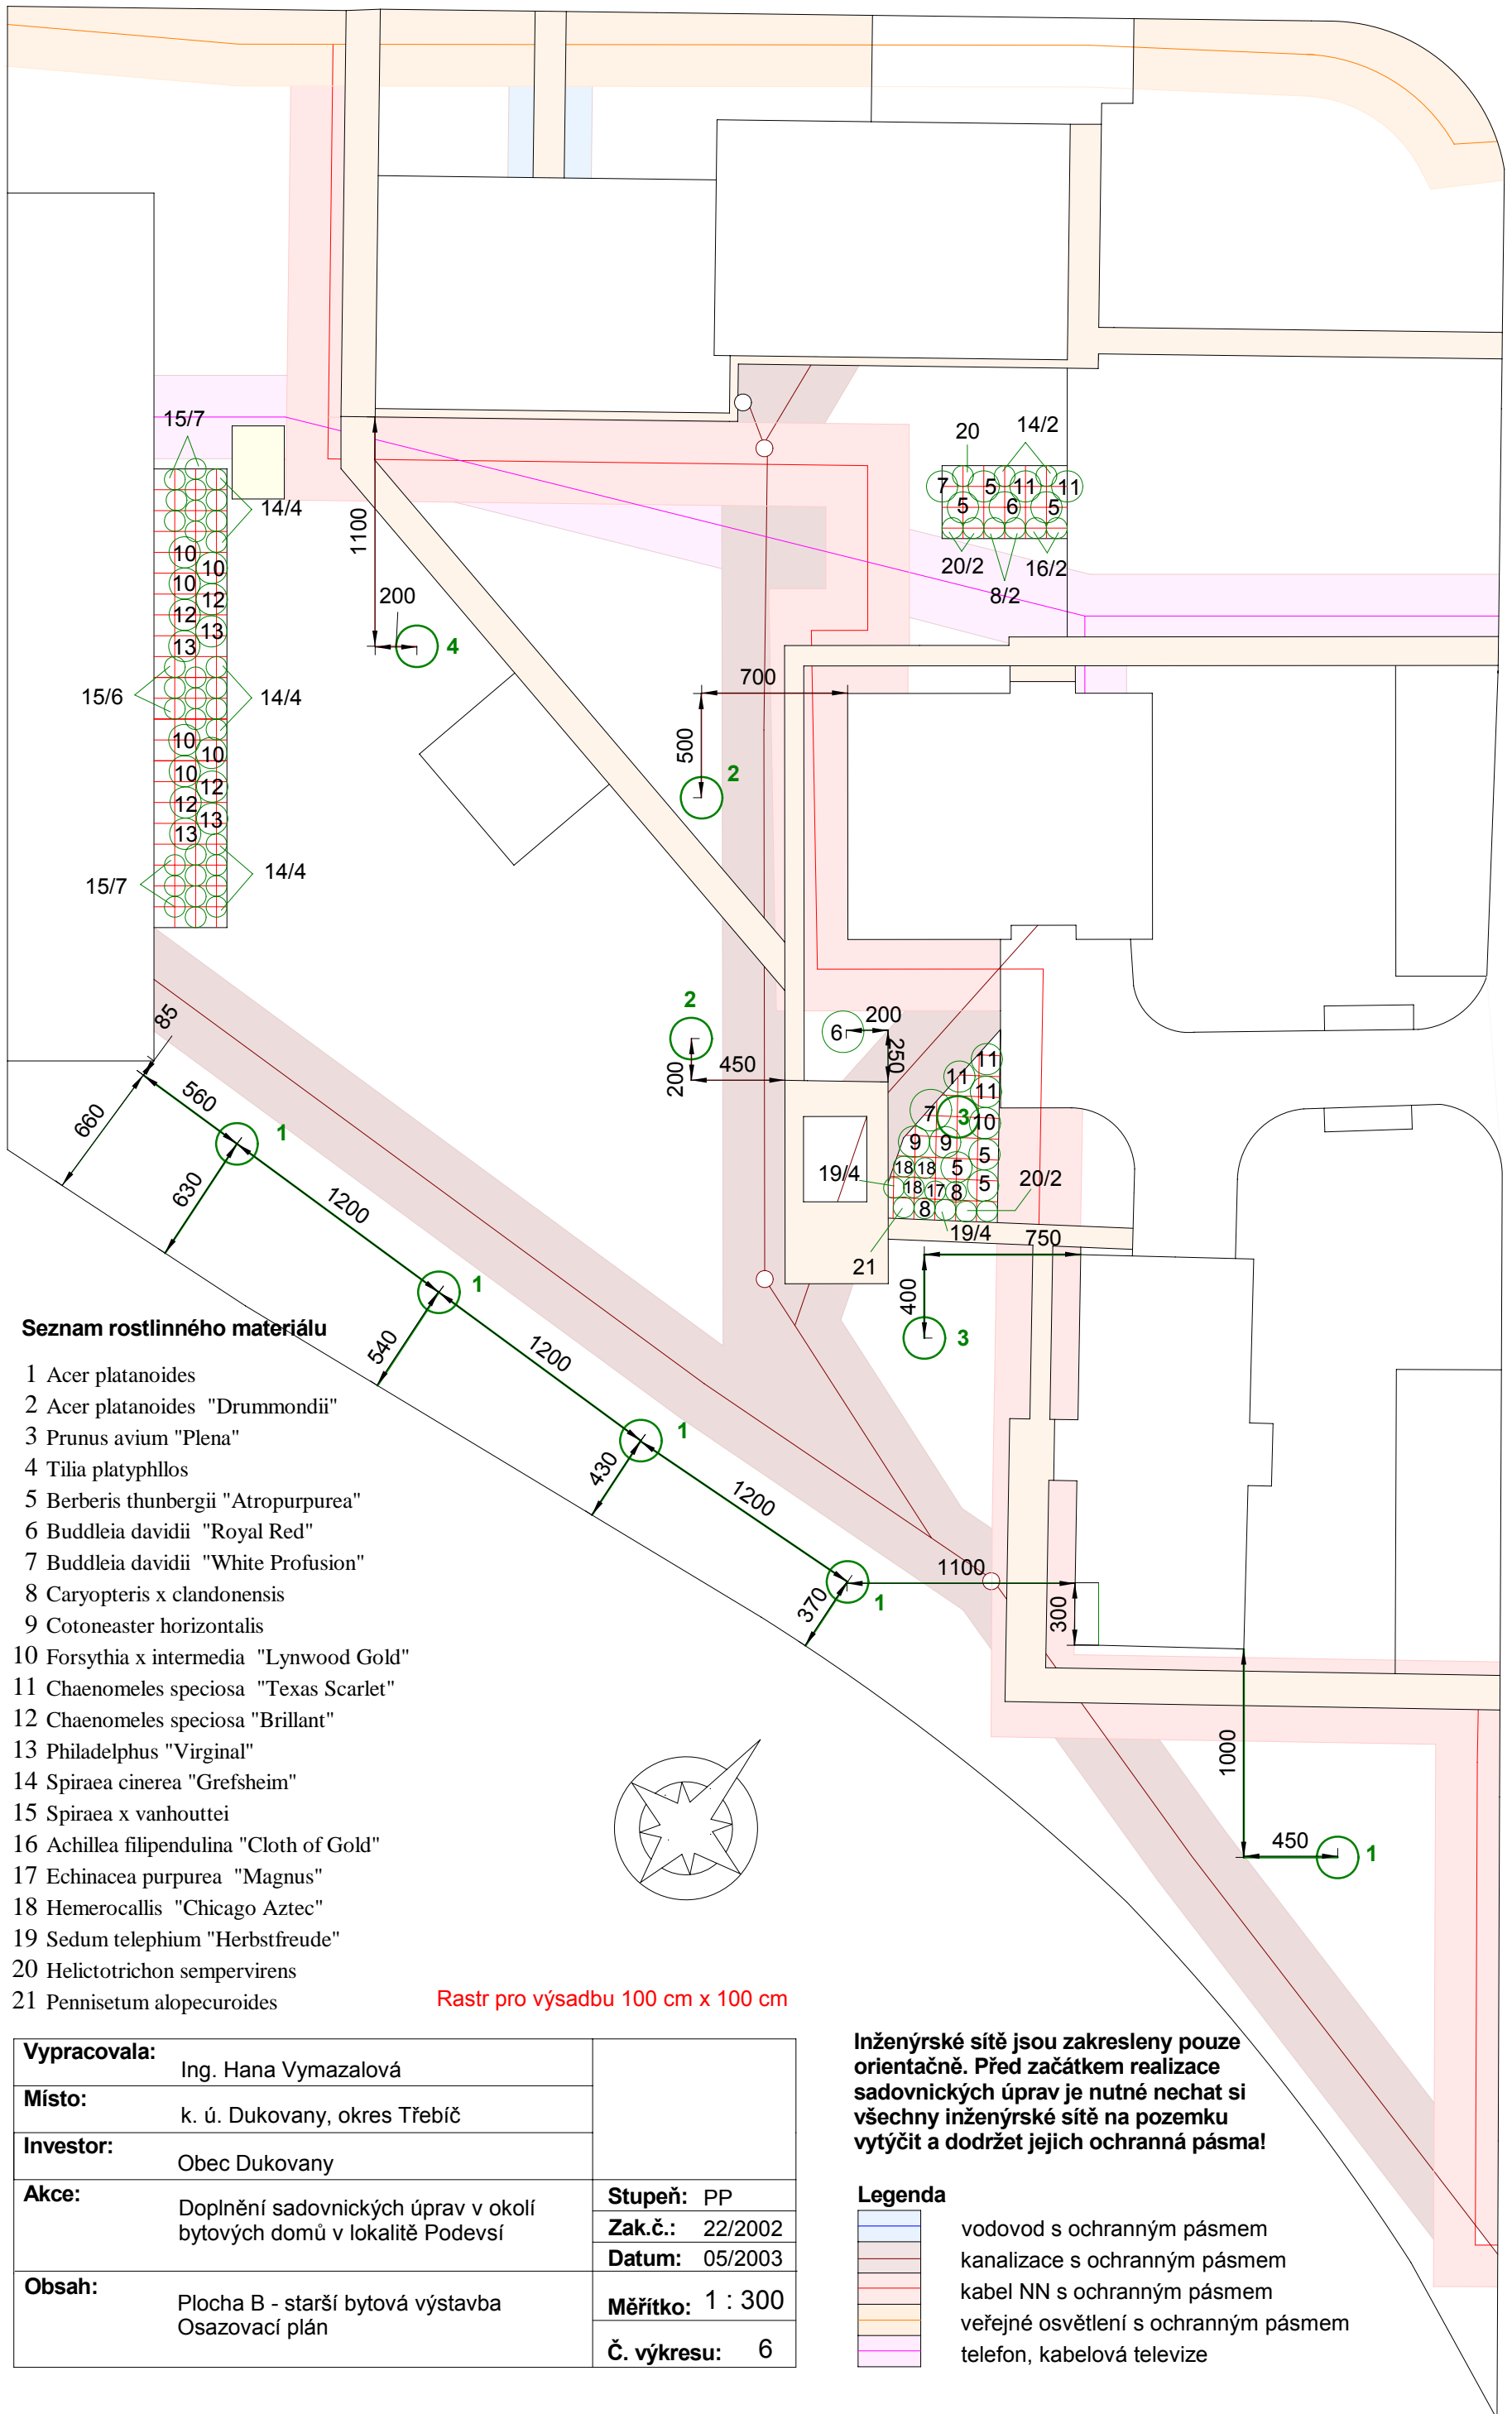 15/7
14/4
1100
200
4
20
14/2
7
5
11
11
5
6
5
20/2
8/2
16/2
10
10
10
12
12
13
13
15/6
14/4
10
10
10
12
12
13
13
15/7
14/4
700
500
2
2
200
450
6
200
250
85
560
660
630
1
1200
540
1
1200
430
1
1200
370
1
1100
300
11
11
11
7
3
10
9
9
5
18
18
5
5
19/4
18
17
8
20/2
8
19/4
21
750
400
3
1000
450
1
Seznam rostlinného materiálu
1 Acer platanoides
2 Acer platanoides "Drummondii"
3 Prunus avium "Plena"
4 Tilia platyphllos
5 Berberis thunbergii "Atropurpurea"
6 Buddleia davidii "Royal Red"
7 Buddleia davidii "White Profusion"
8 Caryopteris x clandonensis
9 Cotoneaster horizontalis
10 Forsythia x intermedia "Lynwood Gold"
11 Chaenomeles speciosa "Texas Scarlet"
12 Chaenomeles speciosa "Brillant"
13 Philadelphus "Virginal"
14 Spiraea cinerea "Grefsheim"
15 Spiraea x vanhouttei
16 Achillea filipendulina "Cloth of Gold"
17 Echinacea purpurea "Magnus"
18 Hemerocallis "Chicago Aztec"
19 Sedum telephium "Herbstfreude"
20 Helictotrichon sempervirens
21 Pennisetum alopecuroides
Rastr pro výsadbu 100 cm x 100 cm
Vypracovala:
Ing. Hana Vymazalová
Místo:
k. ú. Dukovany, okres Třebíč
Investor:
Obec Dukovany
Akce:
Doplnění sadovnických úprav v okolí
bytových domů v lokalitě Podevsí
Stupeň: PP
Zak.č.: 22/2002
Datum: 05/2003
Obsah:
Plocha B - starší bytová výstavba
Osazovací plán
Měřítko: 1 : 300
Č. výkresu: 6
Inženýrské sítě jsou zakresleny pouze
orientačně. Před začátkem realizace
sadovnických úprav je nutné nechat si
všechny inženýrské sítě na pozemku
vytýčit a dodržet jejich ochranná pásma!
Legenda
vodovod s ochranným pásmem
kanalizace s ochranným pásmem
kabel NN s ochranným pásmem
veřejné osvětlení s ochranným pásmem
telefon, kabelová televize